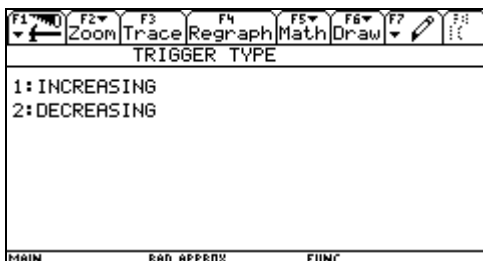 F1 F2 Zoom F3 Trace F4 Regraph F5 Math F6 Draw F7
TRIGGER TYPE
1:INCREASING
2:DECREASING
MAIN RAD APPROX FUNC